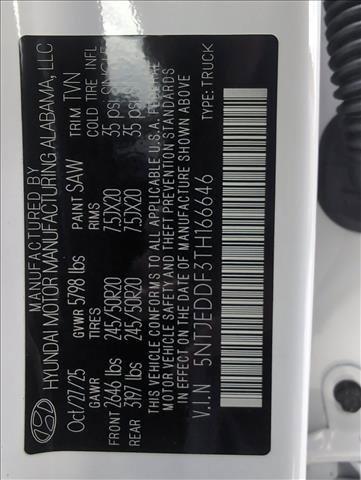 MANUFACTURED BY
HYUNDAI MOTOR MANUFACTURING ALABAMA, LLC
Oct/27/25 GVWR 5798 lbs PAINT SAW TRIM TVN
GAWR TIRES RIMS COLD TIRE INFL
FRONT 2646 lbs 245/50R20 7.5JX20 35 psi SINGLE
REAR 3197 lbs 245/50R20 7.5JX20 35 psi
THIS VEHICLE CONFORMS TO ALL APPLICABLE U.S.A. FEDERAL
MOTOR VEHICLE SAFETY AND THEFT PREVENTION STANDARDS
IN EFFECT ON THE DATE OF MANUFACTURE SHOWN ABOVE.
V.I.N 5NTJEDDF3TH166646 TYPE: TRUCK